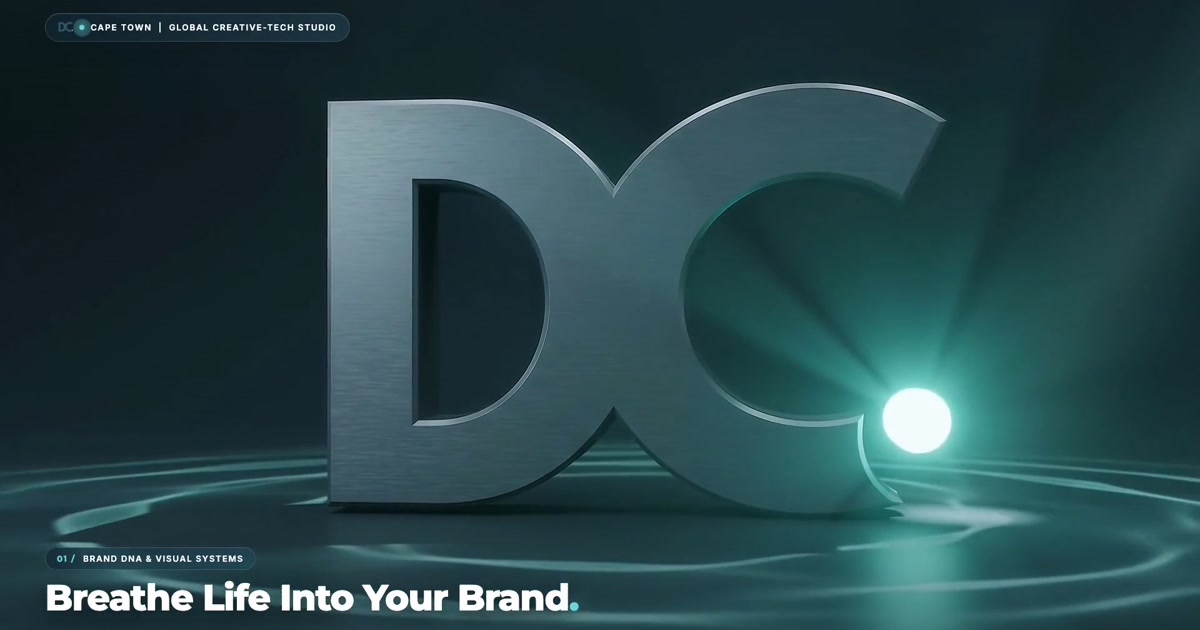 DC CAPE TOWN | GLOBAL CREATIVE-TECH STUDIO
DC
01 / BRAND DNA & VISUAL SYSTEMS
Breathe Life Into Your Brand.